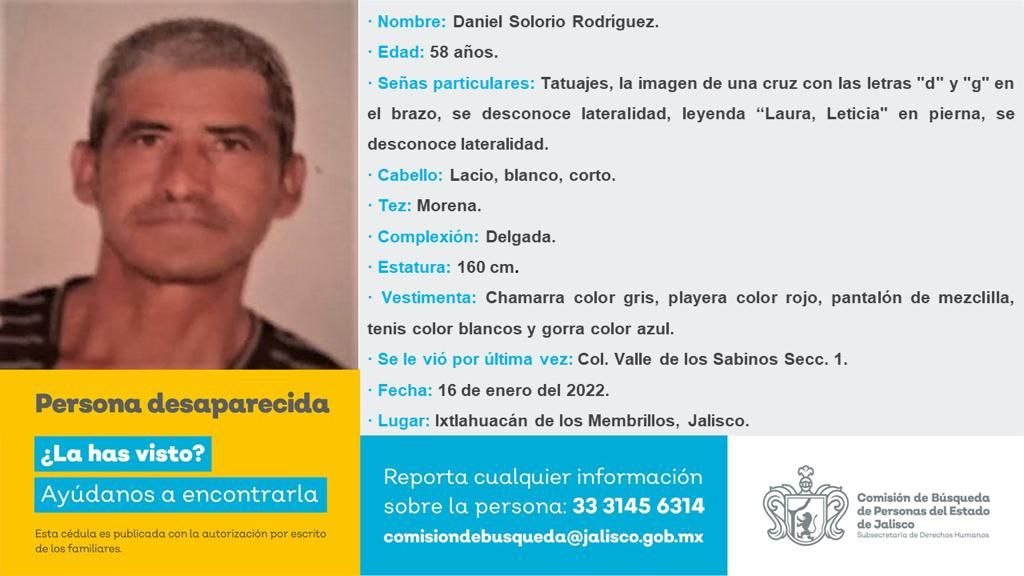 · Nombre: Daniel Solorio Rodríguez.
· Edad: 58 años.
· Señas particulares: Tatuajes, la imagen de una cruz con las letras "d" y "g" en
el brazo, se desconoce lateralidad, leyenda “Laura, Leticia" en pierna, se
desconoce lateralidad.
· Cabello: Lacio, blanco, corto.
· Tez: Morena.
· Complexión: Delgada.
· Estatura: 160 cm.
· Vestimenta: Chamarra color gris, playera color rojo, pantalón de mezclilla,
tenis color blancos y gorra color azul.
· Se le vió por última vez: Col. Valle de los Sabinos Secc. 1.
· Fecha: 16 de enero del 2022.
· Lugar: Ixtlahuacán de los Membrillos, Jalisco.
Persona desaparecida
¿La has visto?
Ayúdanos a encontrarla
Esta cédula es publicada con la autorización por escrito
de los familiares.
Reporta cualquier información
sobre la persona: 33 3145 6314
comisiondebusqueda@jalisco.gob.mx
Comisión de Búsqueda
de Personas del Estado
de Jalisco
Subsecretaría de Derechos Humanos